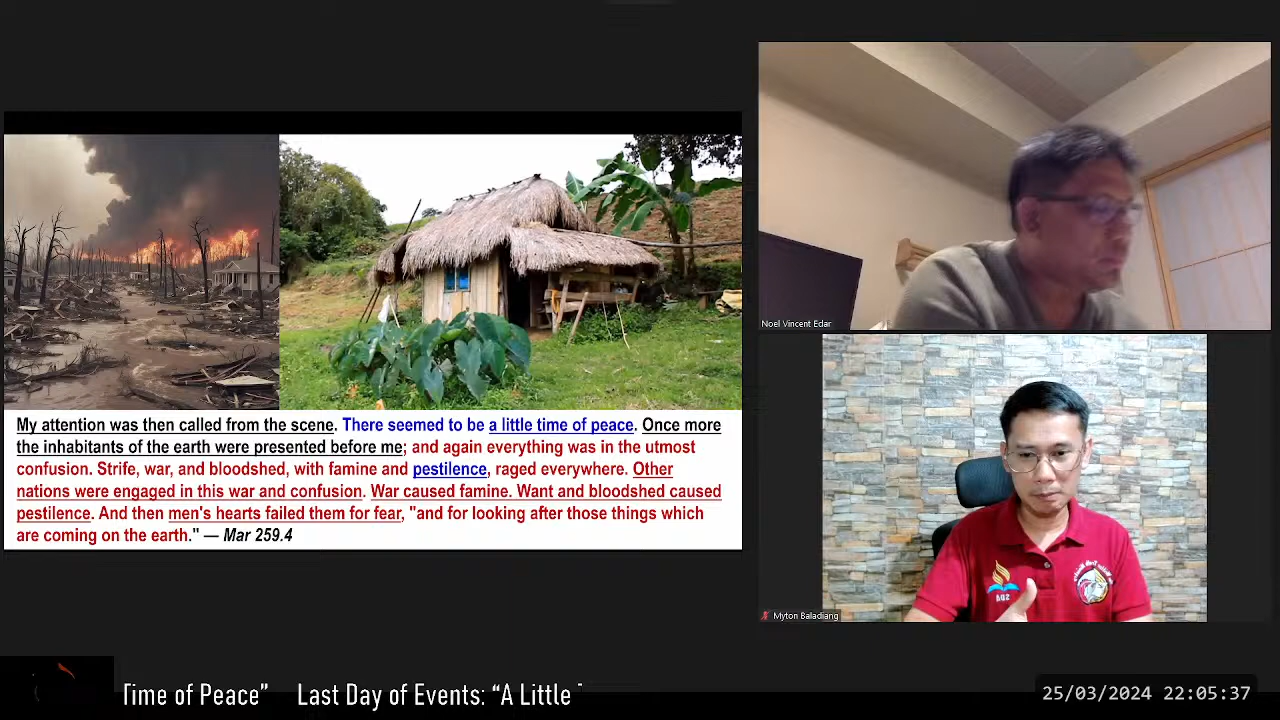 My attention was then called from the scene. There seemed to be a little time of peace. Once more
the inhabitants of the earth were presented before me; and again everything was in the utmost
confusion. Strife, war, and bloodshed, with famine and pestilence, raged everywhere. Other
nations were engaged in this war and confusion. War caused famine. Want and bloodshed caused
pestilence. And then men's hearts failed them for fear, "and for looking after those things which
are coming on the earth." — Mar 259.4
Noel Vincent Edar
Myton Baladiang
Time of Peace” Last Day of Events: “A Little
25/03/2024 22:05:37